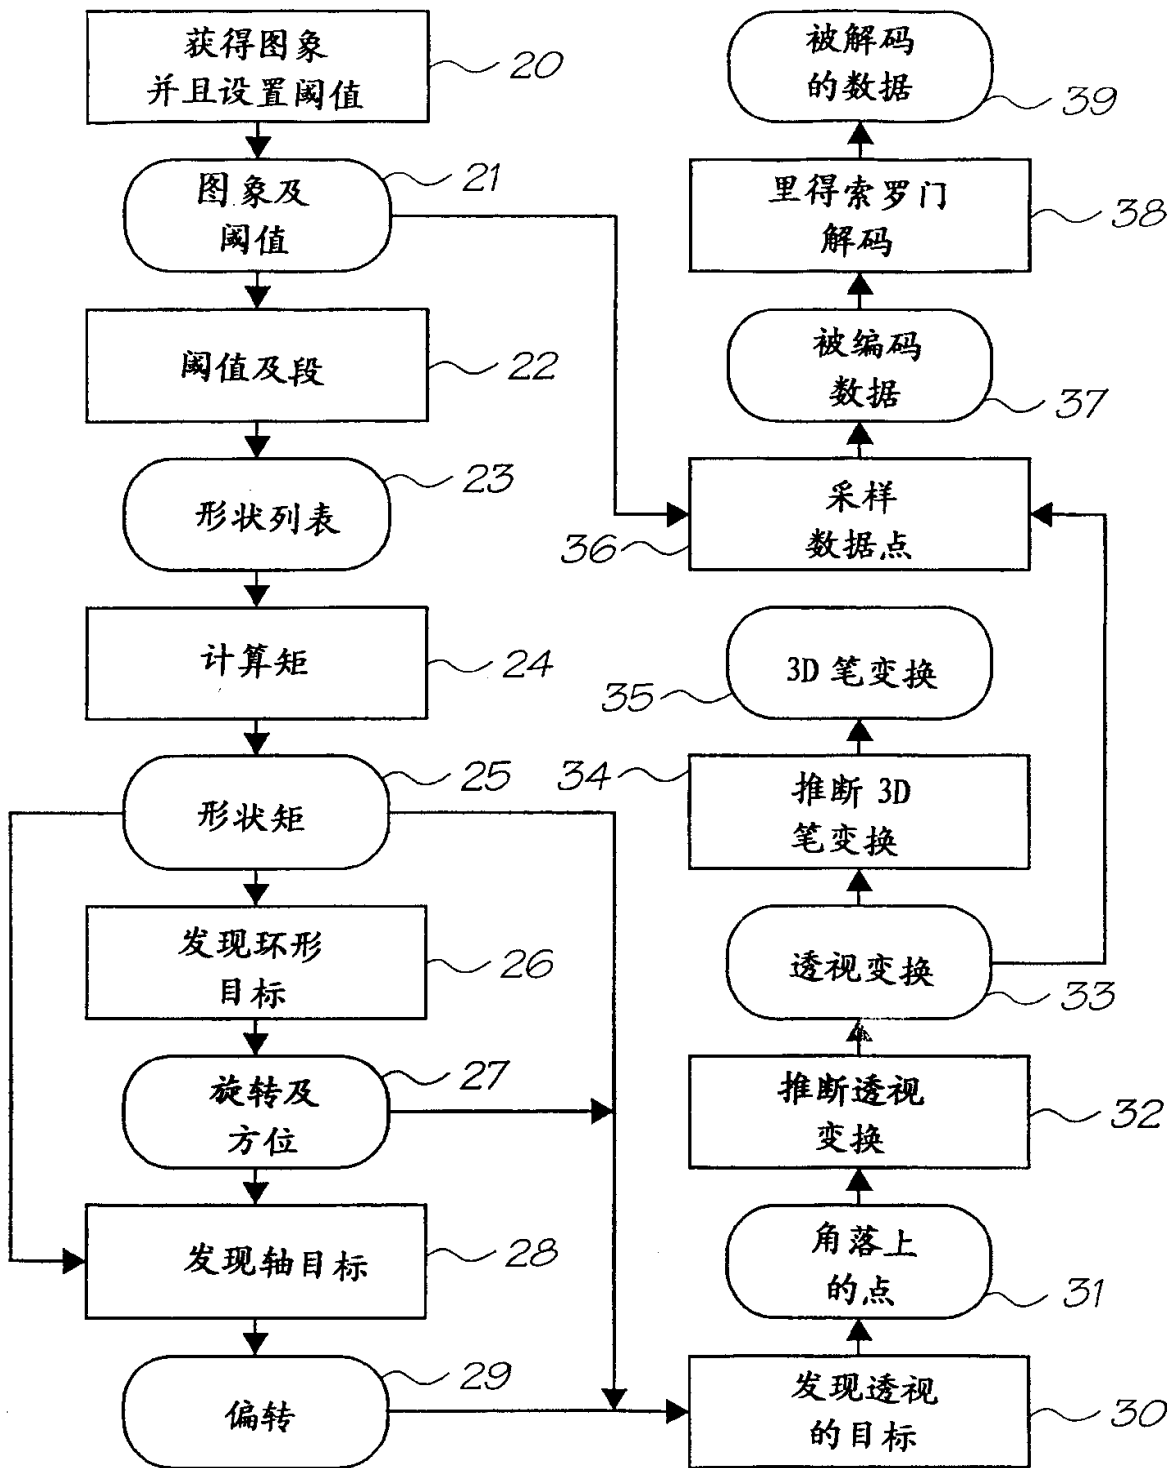 获得图象
并且设置阈值
20
图象及
阈值
21
阈值及段
22
形状列表
23
计算矩
24
形状矩
25
发现环形
目标
26
旋转及
方位
27
发现轴目标
28
偏转
29
发现透视
的目标
30
角落上
的点
31
推断透视
变换
32
透视变换
33
推断 3D
笔变换
34
3D 笔变换
35
采样
数据点
36
被编码
数据
37
里得索罗门
解码
38
被解码
的数据
39